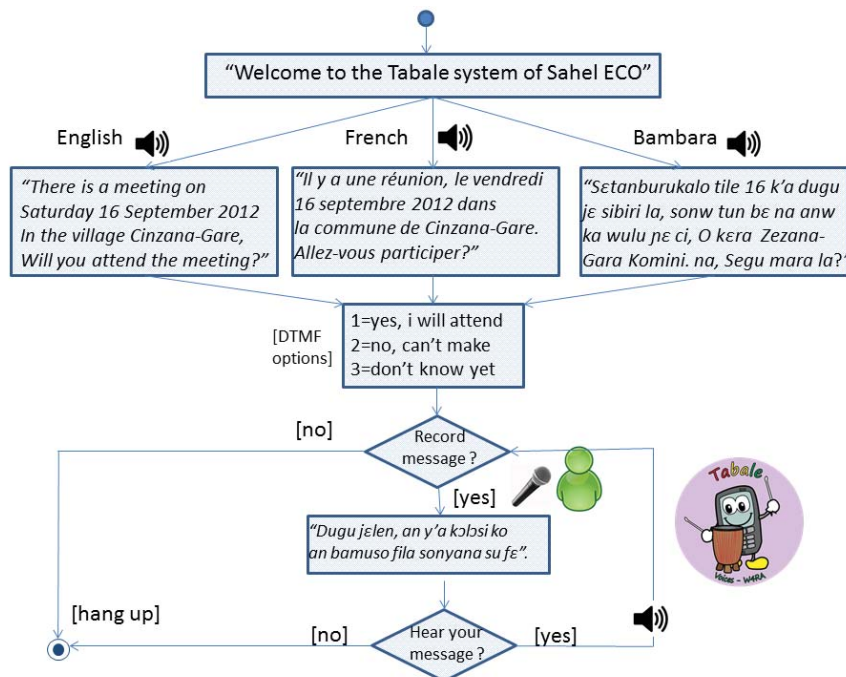 “Welcome to the Tabale system of Sahel ECO”
English
French
Bambara
“There is a meeting on
Saturday 16 September 2012
In the village Cinzana-Gare,
Will you attend the meeting?”
“Il y a une réunion, le vendredi
16 septembre 2012 dans
la commune de Cinzana-Gare.
Allez-vous participer?”
“Sɛtanburukalo tile 16 k’a dugu
jɛ sibiri la, sonw tun bɛ na anw
ka wulu ɲɛ ci, O kɛra Zezana-
Gara Komini. na, Segu mara la?”
[DTMF
options]
1=yes, i will attend
2=no, can’t make
3=don’t know yet
[no]
Record
message ?
[yes]
“Dugu jɛlen, an y’a kɔlɔsi ko
an bamuso fila sonyana su fɛ”.
Tabale
Voices - W4RA
[hang up]
[no]
Hear your
message ?
[yes]